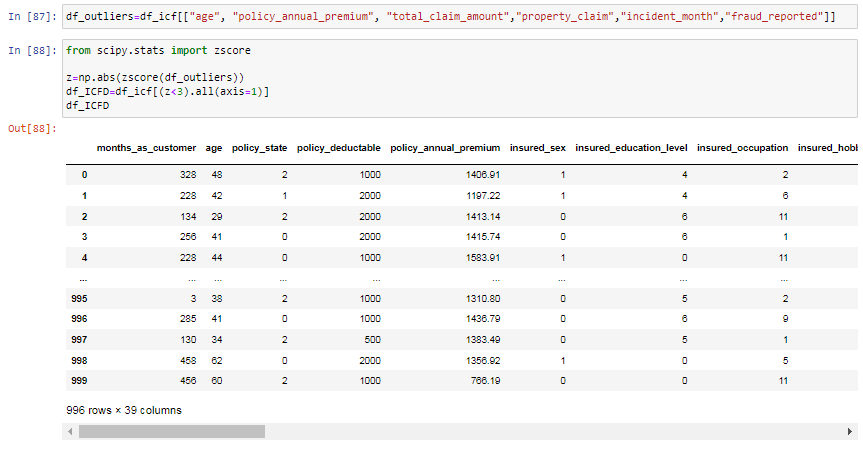 In [87]: df_outliers=df_icf[["age", "policy_annual_premium", "total_claim_amount","property_claim","incident_month","fraud_reported"]]
In [88]: from scipy.stats import zscore
z=np.abs(zscore(df_outliers))
df_ICFD=df_icf[(z<3).all(axis=1)]
df_ICFD
Out[88]:
months_as_customer age policy_state policy_deductable policy_annual_premium insured_sex insured_education_level insured_occupation insured_hobl
0 328 48 2 1000 1406.91 1 4 2
1 228 42 1 2000 1197.22 1 4 6
2 134 29 2 2000 1413.14 0 6 11
3 256 41 0 2000 1415.74 0 6 1
4 228 44 0 1000 1583.91 1 0 11
... ... ... ... ... ... ... ... ...
995 3 38 2 1000 1310.80 0 5 2
996 285 41 0 1000 1436.79 0 6 9
997 130 34 2 500 1383.49 0 5 1
998 458 62 0 2000 1356.92 1 0 5
999 456 60 2 1000 766.19 0 0 11
996 rows × 39 columns